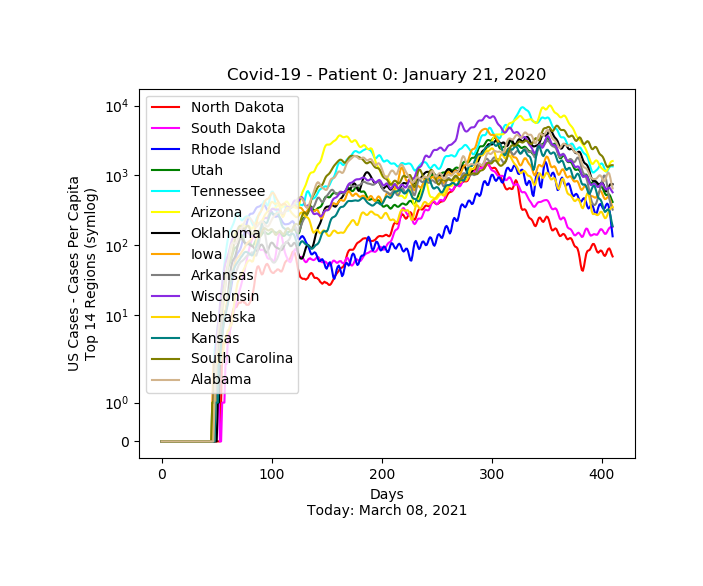 Covid-19 - Patient 0: January 21, 2020
US Cases - Cases Per Capita
Top 14 Regions (symlog)
10^4
10^3
10^2
10^1
10^0
0
North Dakota
South Dakota
Rhode Island
Utah
Tennessee
Arizona
Oklahoma
Iowa
Arkansas
Wisconsin
Nebraska
Kansas
South Carolina
Alabama
0 100 200 300 400
Days
Today: March 08, 2021